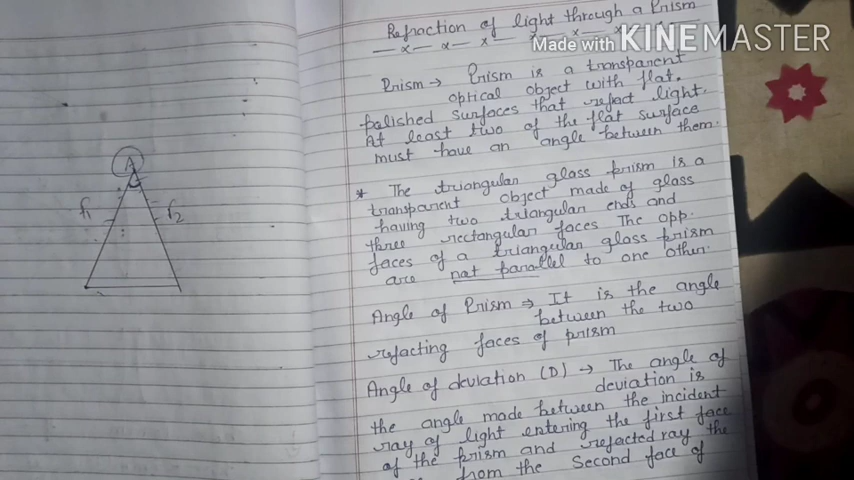 A
f1
f2
Refraction of light through a Prism
Made with KINEMASTER
Prism → Prism is a transparent
optical object with flat.
polished surfaces that refract light.
At least two of the flat surface
must have an angle between them.
* The triangular glass prism is a
transparent object made of glass
having two triangular ends and
three rectangular faces The opp.
faces of a triangular glass prism
are not parallel to one other.
Angle of Prism ⇒ It is the angle
between the two
refacting faces of prism
Angle of deviation (D) → The angle of
deviation is
the angle made between the incident
ray of light entering the first face
of the prism and refracted ray the
from the Second face of